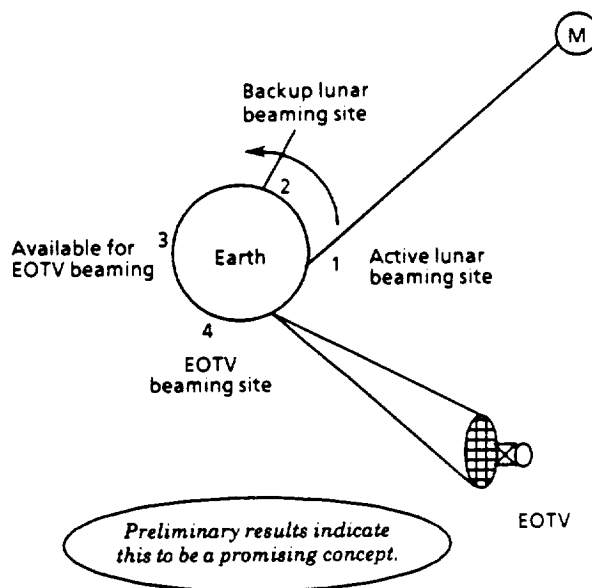 M
Backup lunar
beaming site
2
3
Available for
EOTV beaming
Earth
1
Active lunar
beaming site
4
EOTV
beaming site
EOTV
Preliminary results indicate
this to be a promising concept.